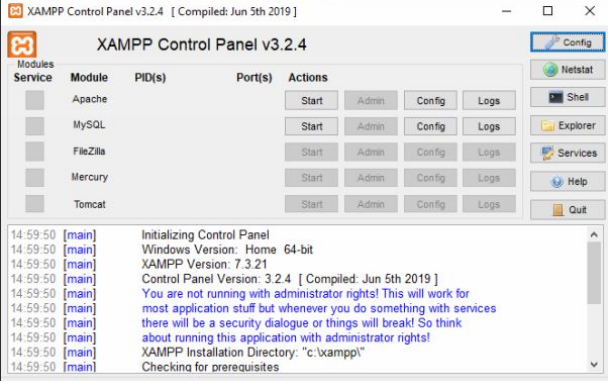 XAMPP Control Panel v3.2.4 [ Compiled: Jun 5th 2019 ]
XAMPP Control Panel v3.2.4
Config
Modules
Service Module PID(s) Port(s) Actions
Netstat
Apache Start Admin Config Logs
Shell
MySQL Start Admin Config Logs
Explorer
FileZilla Start Admin Config Logs
Services
Mercury Start Admin Config Logs
Help
Tomcat Start Admin Config Logs
Quit
14:59:50 [main] Initializing Control Panel
14:59:50 [main] Windows Version: Home 64-bit
14:59:50 [main] XAMPP Version: 7.3.21
14:59:50 [main] Control Panel Version: 3.2.4 [ Compiled: Jun 5th 2019 ]
14:59:50 [main] You are not running with administrator rights! This will work for
14:59:50 [main] most application stuff but whenever you do something with services
14:59:50 [main] there will be a security dialogue or things will break! So think
14:59:50 [main] about running this application with administrator rights!
14:59:50 [main] XAMPP Installation Directory: "c:\xampp\"
14:59:50 [main] Checking for prerequisites